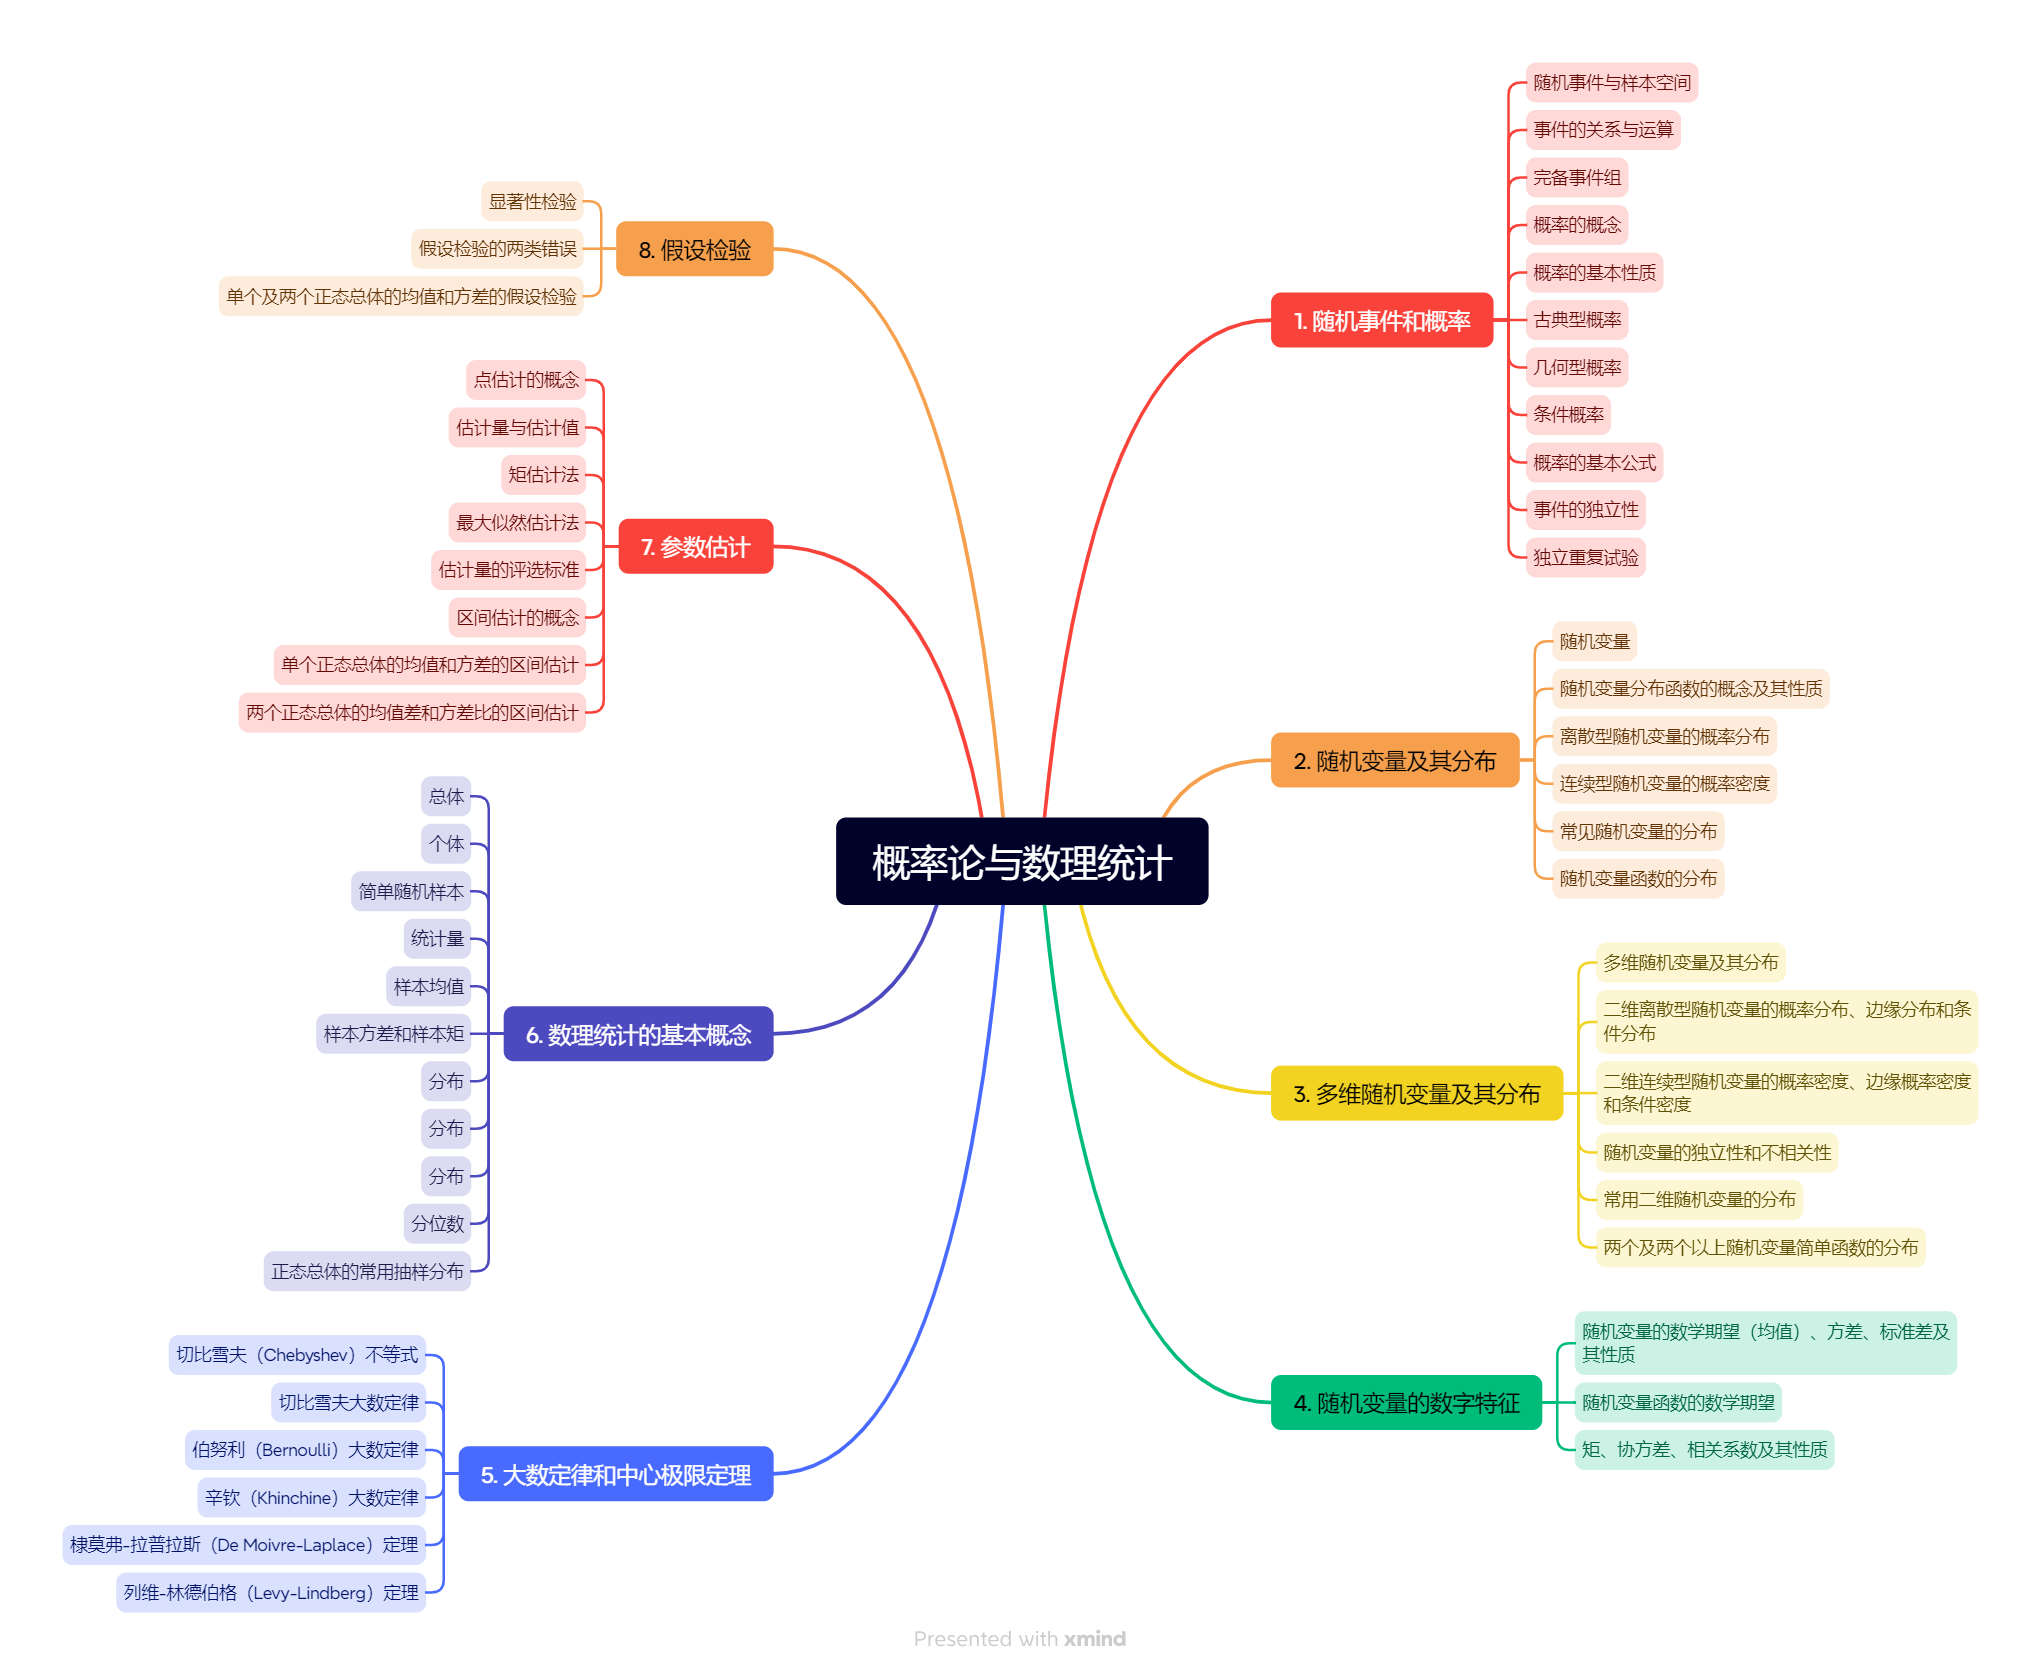 概率论与数理统计
1. 随机事件和概率
随机事件与样本空间
事件的关系与运算
完备事件组
概率的概念
概率的基本性质
古典型概率
几何型概率
条件概率
概率的基本公式
事件的独立性
独立重复试验
2. 随机变量及其分布
随机变量
随机变量分布函数的概念及其性质
离散型随机变量的概率分布
连续型随机变量的概率密度
常见随机变量的分布
随机变量函数的分布
3. 多维随机变量及其分布
多维随机变量及其分布
二维离散型随机变量的概率分布、边缘分布和条
件分布
二维连续型随机变量的概率密度、边缘概率密度
和条件密度
随机变量的独立性和不相关性
常用二维随机变量的分布
两个及两个以上随机变量简单函数的分布
4. 随机变量的数字特征
随机变量的数学期望（均值）、方差、标准差及
其性质
随机变量函数的数学期望
矩、协方差、相关系数及其性质
5. 大数定律和中心极限定理
切比雪夫（Chebyshev）不等式
切比雪夫大数定律
伯努利（Bernoulli）大数定律
辛钦（Khinchine）大数定律
棣莫弗-拉普拉斯（De Moivre-Laplace）定理
列维-林德伯格（Levy-Lindberg）定理
6. 数理统计的基本概念
总体
个体
简单随机样本
统计量
样本均值
样本方差和样本矩
分布
分布
分布
分位数
正态总体的常用抽样分布
7. 参数估计
点估计的概念
估计量与估计值
矩估计法
最大似然估计法
估计量的评选标准
区间估计的概念
单个正态总体的均值和方差的区间估计
两个正态总体的均值差和方差比的区间估计
8. 假设检验
显著性检验
假设检验的两类错误
单个及两个正态总体的均值和方差的假设检验
Presented with xmind